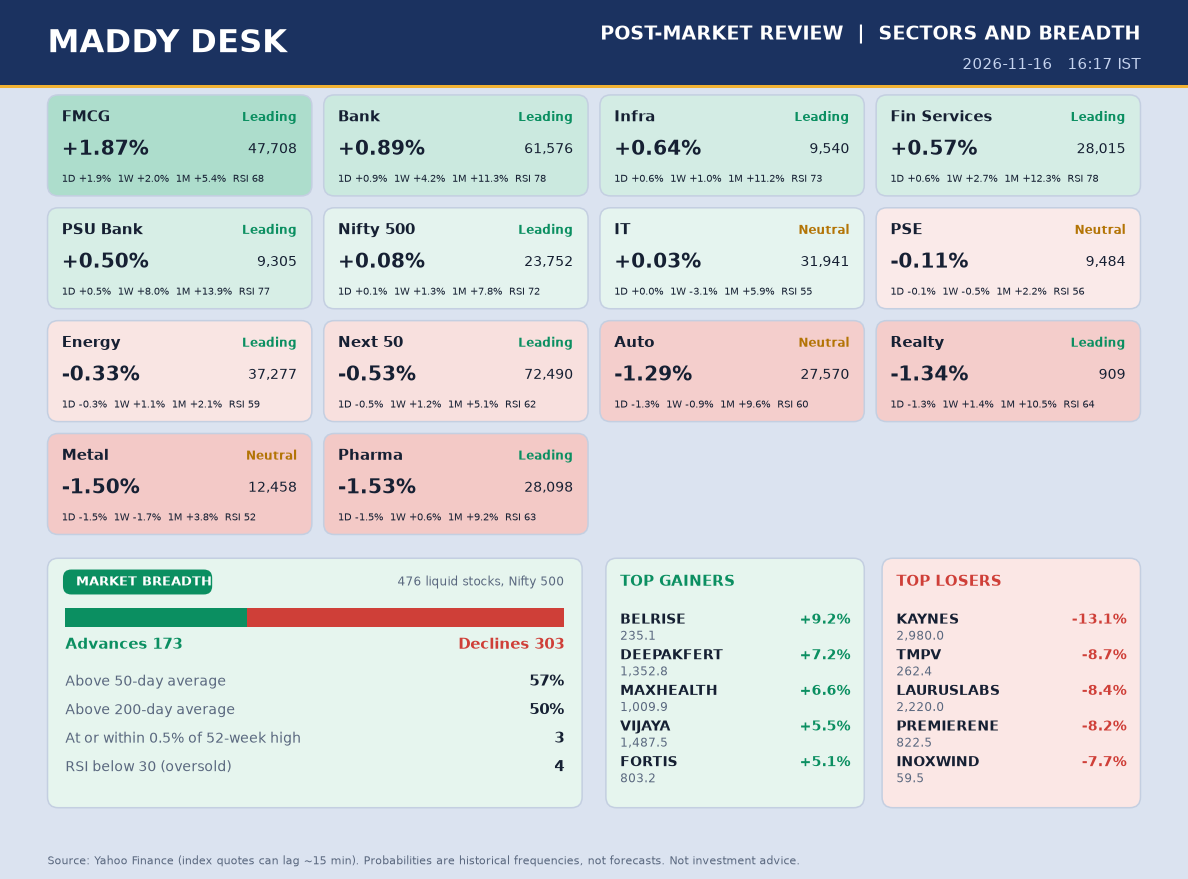 MADDY DESK
POST-MARKET REVIEW | SECTORS AND BREADTH
2026-11-16 16:17 IST
FMCG Leading
+1.87% 47,708
1D +1.9% 1W +2.0% 1M +5.4% RSI 68
Bank Leading
+0.89% 61,576
1D +0.9% 1W +4.2% 1M +11.3% RSI 78
Infra Leading
+0.64% 9,540
1D +0.6% 1W +1.0% 1M +11.2% RSI 73
Fin Services Leading
+0.57% 28,015
1D +0.6% 1W +2.7% 1M +12.3% RSI 78
PSU Bank Leading
+0.50% 9,305
1D +0.5% 1W +8.0% 1M +13.9% RSI 77
Nifty 500 Leading
+0.08% 23,752
1D +0.1% 1W +1.3% 1M +7.8% RSI 72
IT Neutral
+0.03% 31,941
1D +0.0% 1W -3.1% 1M +5.9% RSI 55
PSE Neutral
-0.11% 9,484
1D -0.1% 1W -0.5% 1M +2.2% RSI 56
Energy Leading
-0.33% 37,277
1D -0.3% 1W +1.1% 1M +2.1% RSI 59
Next 50 Leading
-0.53% 72,490
1D -0.5% 1W +1.2% 1M +5.1% RSI 62
Auto Neutral
-1.29% 27,570
1D -1.3% 1W -0.9% 1M +9.6% RSI 60
Realty Leading
-1.34% 909
1D -1.3% 1W +1.4% 1M +10.5% RSI 64
Metal Neutral
-1.50% 12,458
1D -1.5% 1W -1.7% 1M +3.8% RSI 52
Pharma Leading
-1.53% 28,098
1D -1.5% 1W +0.6% 1M +9.2% RSI 63
MARKET BREADTH 476 liquid stocks, Nifty 500
Advances 173 Declines 303
Above 50-day average 57%
Above 200-day average 50%
At or within 0.5% of 52-week high 3
RSI below 30 (oversold) 4
TOP GAINERS
BELRISE +9.2%
235.1
DEEPAKFERT +7.2%
1,352.8
MAXHEALTH +6.6%
1,009.9
VIJAYA +5.5%
1,487.5
FORTIS +5.1%
803.2
TOP LOSERS
KAYNES -13.1%
2,980.0
TMPV -8.7%
262.4
LAURUSLABS -8.4%
2,220.0
PREMIERENE -8.2%
822.5
INOXWIND -7.7%
59.5
Source: Yahoo Finance (index quotes can lag ~15 min). Probabilities are historical frequencies, not forecasts. Not investment advice.